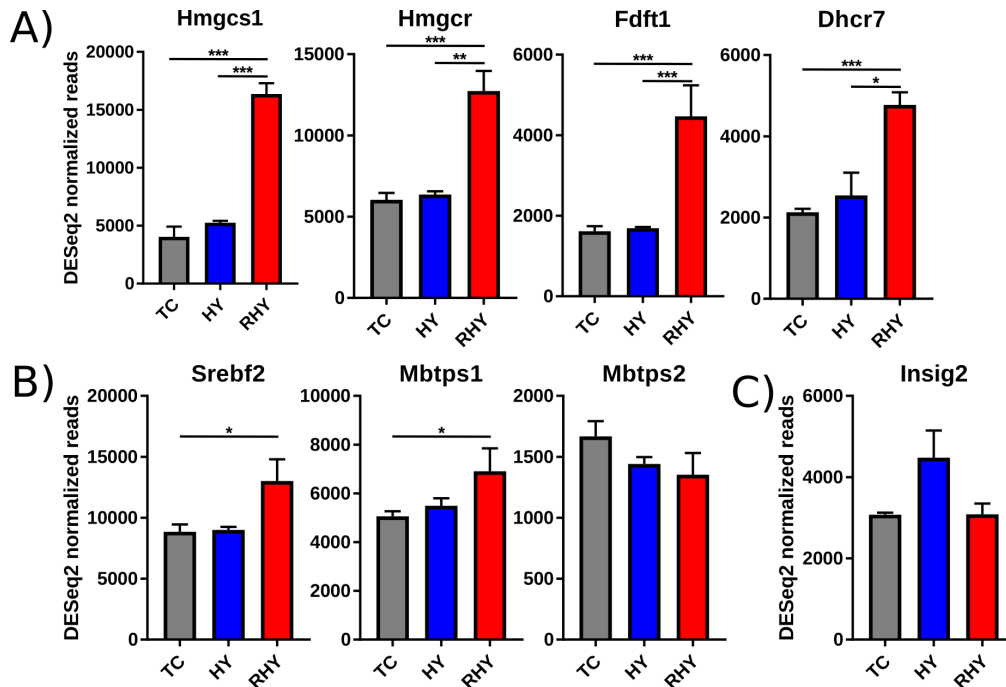 A)
Hmgcs1
Hmgcr
Fdft1
Dhcr7
DESeq2 normalized reads
20000
15000
10000
5000
0
***
***
TC
HY
RHY
15000
10000
5000
0
***
**
TC
HY
RHY
6000
4000
2000
0
***
***
TC
HY
RHY
6000
4000
2000
0
***
*
TC
HY
RHY
B)
Srebf2
Mbtps1
Mbtps2
C)
Insig2
DESeq2 normalized reads
20000
15000
10000
5000
0
*
TC
HY
RHY
10000
8000
6000
4000
2000
0
*
TC
HY
RHY
2000
1500
1000
500
0
TC
HY
RHY
DESeq2 normalized reads
6000
4000
2000
0
TC
HY
RHY